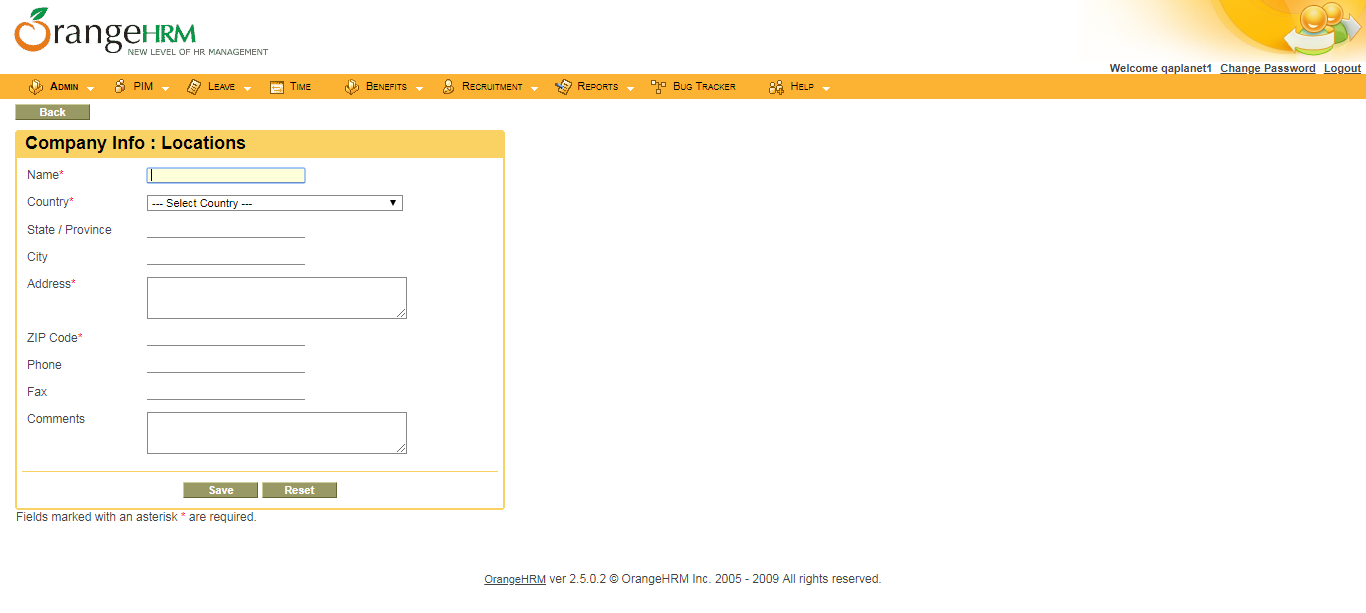 OrangeHRM
NEW LEVEL OF HR MANAGEMENT
Welcome qaplanet1 Change Password Logout
Admin PIM Leave Time Benefits Recruitment Reports Bug Tracker Help
Back
Company Info : Locations
Name*
Country* --- Select Country ---
State / Province
City
Address*
ZIP Code*
Phone
Fax
Comments
Save Reset
Fields marked with an asterisk * are required.
OrangeHRM ver 2.5.0.2 © OrangeHRM Inc. 2005 - 2009 All rights reserved.